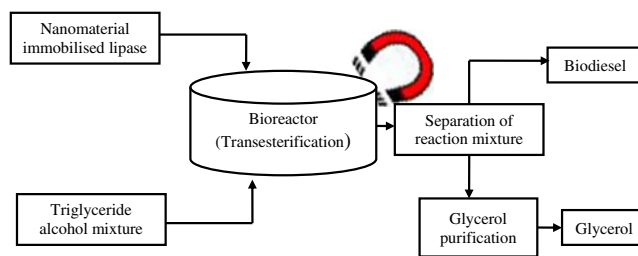 Nanomaterial
immobilised lipase
Biodiesel
Bioreactor
(Transesterification)
Separation of
reaction mixture
Triglyceride
alcohol mixture
Glycerol
purification
Glycerol